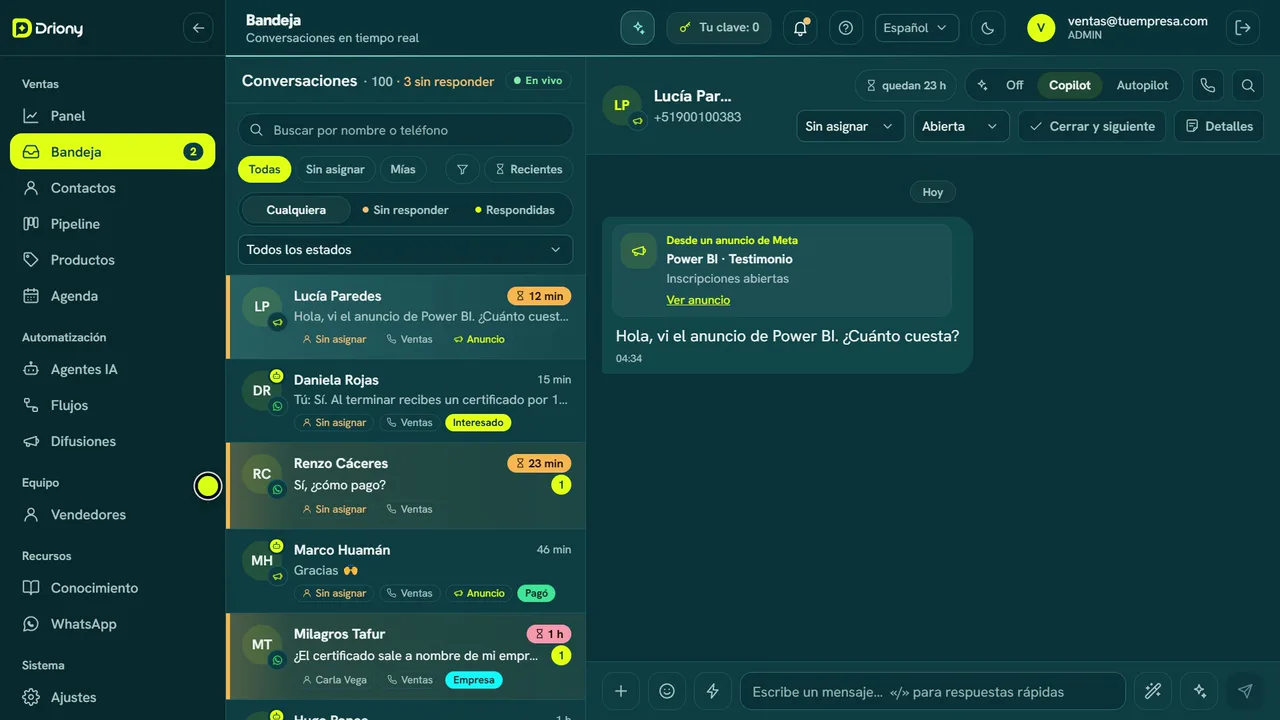 Driony
Ventas
Panel
Bandeja
2
Contactos
Pipeline
Productos
Agenda
Automatización
Agentes IA
Flujos
Difusiones
Equipo
Vendedores
Recursos
Conocimiento
WhatsApp
Sistema
Ajustes
Bandeja
Conversaciones en tiempo real
Tu clave: 0
Español
V
ventas@tuempresa.com
ADMIN
Conversaciones · 100 · 3 sin responder
En vivo
Buscar por nombre o teléfono
Todas
Sin asignar
Mías
Recientes
Cualquiera
Sin responder
Respondidas
Todos los estados
LP
Lucía Paredes
12 min
Hola, vi el anuncio de Power BI. ¿Cuánto cuest...
Sin asignar
Ventas
Anuncio
DR
Daniela Rojas
15 min
Tú: Sí. Al terminar recibes un certificado por 1...
Sin asignar
Ventas
Interesado
RC
Renzo Cáceres
23 min
Sí, ¿cómo pago?
1
Sin asignar
Ventas
MH
Marco Huamán
46 min
Gracias 🙌
Sin asignar
Ventas
Anuncio
Pagó
MT
Milagros Tafur
1 h
¿El certificado sale a nombre de mi empr...
1
Carla Vega
Ventas
Empresa
LP
Lucía Par...
+51900100383
quedan 23 h
Off
Copilot
Autopilot
Sin asignar
Abierta
Cerrar y siguiente
Detalles
Hoy
Desde un anuncio de Meta
Power BI · Testimonio
Inscripciones abiertas
Ver anuncio
Hola, vi el anuncio de Power BI. ¿Cuánto cuesta?
04:34
Escribe un mensaje... «/» para respuestas rápidas